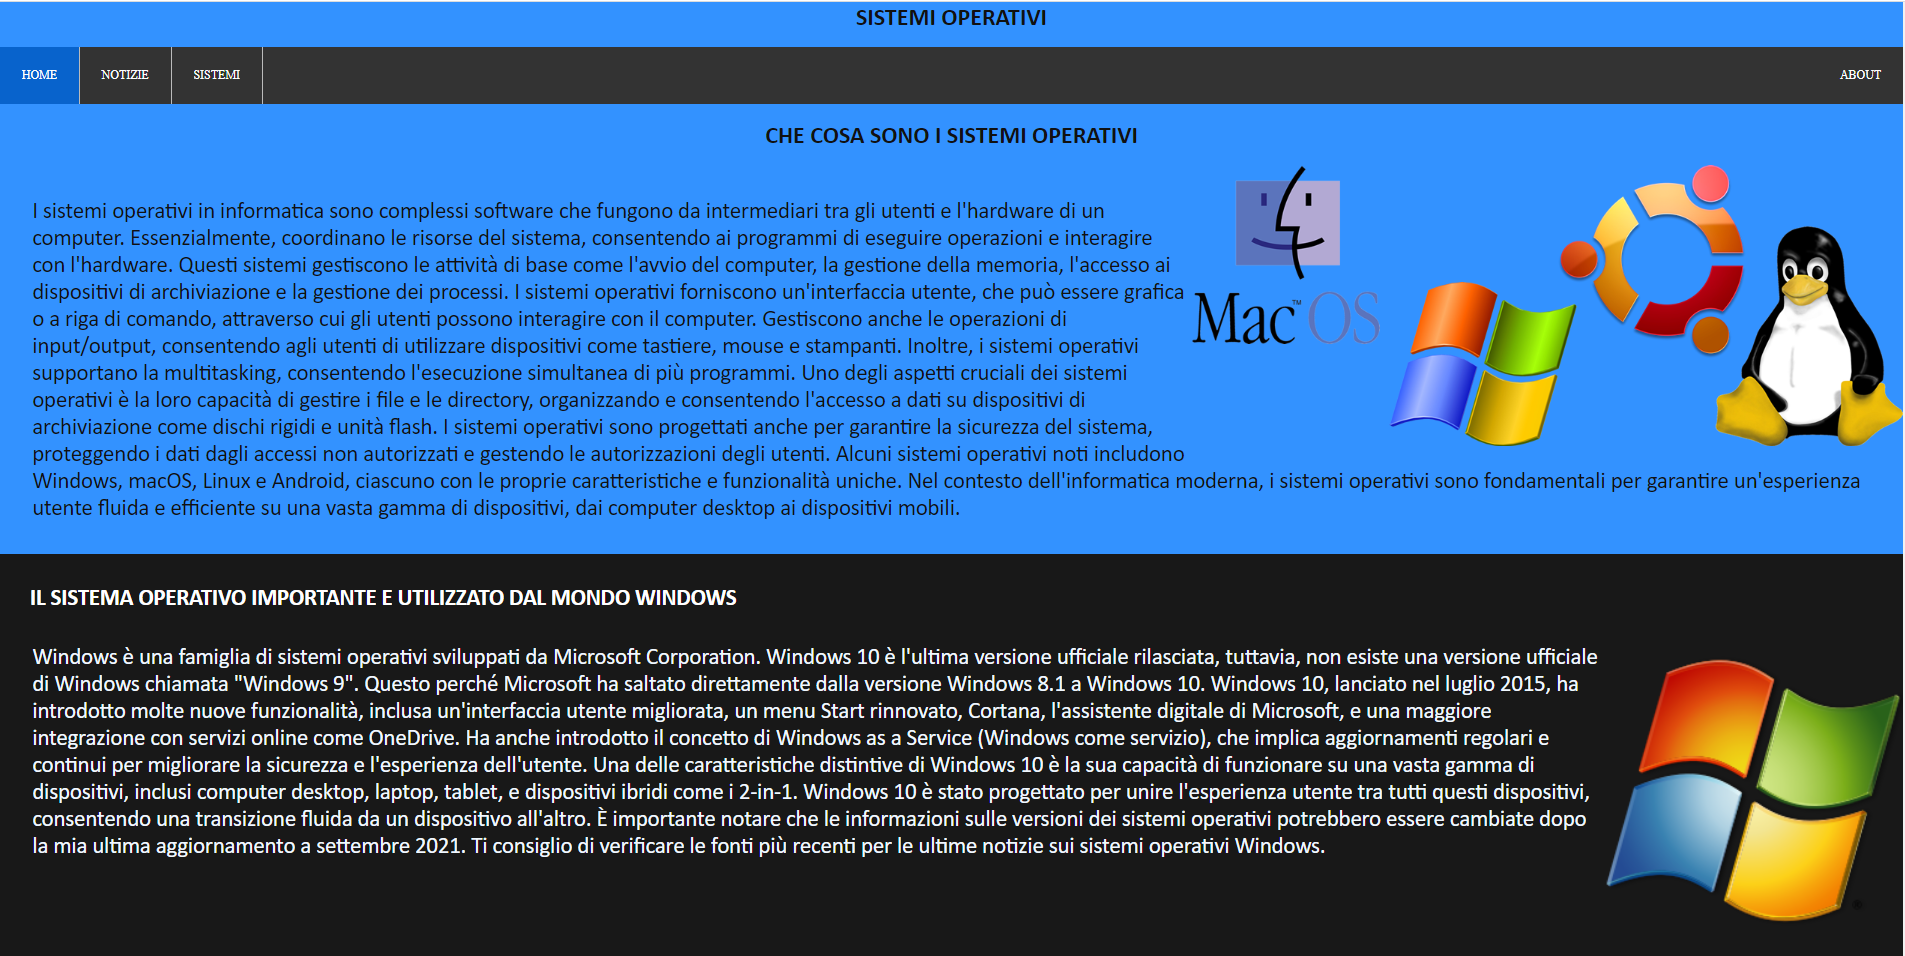 SISTEMI OPERATIVI
HOME
NOTIZIE
SISTEMI
ABOUT
CHE COSA SONO I SISTEMI OPERATIVI
I sistemi operativi in informatica sono complessi software che fungono da intermediari tra gli utenti e l'hardware di un
computer. Essenzialmente, coordinano le risorse del sistema, consentendo ai programmi di eseguire operazioni e interagire
con l'hardware. Questi sistemi gestiscono le attività di base come l'avvio del computer, la gestione della memoria, l'accesso ai
dispositivi di archiviazione e la gestione dei processi. I sistemi operativi forniscono un'interfaccia utente, che può essere grafica
o a riga di comando, attraverso cui gli utenti possono interagire con il computer. Gestiscono anche le operazioni di
input/output, consentendo agli utenti di utilizzare dispositivi come tastiere, mouse e stampanti. Inoltre, i sistemi operativi
supportano la multitasking, consentendo l'esecuzione simultanea di più programmi. Uno degli aspetti cruciali dei sistemi
operativi è la loro capacità di gestire i file e le directory, organizzando e consentendo l'accesso a dati su dispositivi di
archiviazione come dischi rigidi e unità flash. I sistemi operativi sono progettati anche per garantire la sicurezza del sistema,
proteggendo i dati dagli accessi non autorizzati e gestendo le autorizzazioni degli utenti. Alcuni sistemi operativi noti includono
Windows, macOS, Linux e Android, ciascuno con le proprie caratteristiche e funzionalità uniche. Nel contesto dell'informatica moderna, i sistemi operativi sono fondamentali per garantire un'esperienza
utente fluida e efficiente su una vasta gamma di dispositivi, dai computer desktop ai dispositivi mobili.
Mac™ OS
IL SISTEMA OPERATIVO IMPORTANTE E UTILIZZATO DAL MONDO WINDOWS
Windows è una famiglia di sistemi operativi sviluppati da Microsoft Corporation. Windows 10 è l'ultima versione ufficiale rilasciata, tuttavia, non esiste una versione ufficiale
di Windows chiamata "Windows 9". Questo perché Microsoft ha saltato direttamente dalla versione Windows 8.1 a Windows 10. Windows 10, lanciato nel luglio 2015, ha
introdotto molte nuove funzionalità, inclusa un'interfaccia utente migliorata, un menu Start rinnovato, Cortana, l'assistente digitale di Microsoft, e una maggiore
integrazione con servizi online come OneDrive. Ha anche introdotto il concetto di Windows as a Service (Windows come servizio), che implica aggiornamenti regolari e
continui per migliorare la sicurezza e l'esperienza dell'utente. Una delle caratteristiche distintive di Windows 10 è la sua capacità di funzionare su una vasta gamma di
dispositivi, inclusi computer desktop, laptop, tablet, e dispositivi ibridi come i 2-in-1. Windows 10 è stato progettato per unire l'esperienza utente tra tutti questi dispositivi,
consentendo una transizione fluida da un dispositivo all'altro. È importante notare che le informazioni sulle versioni dei sistemi operativi potrebbero essere cambiate dopo
la mia ultima aggiornamento a settembre 2021. Ti consiglio di verificare le fonti più recenti per le ultime notizie sui sistemi operativi Windows.